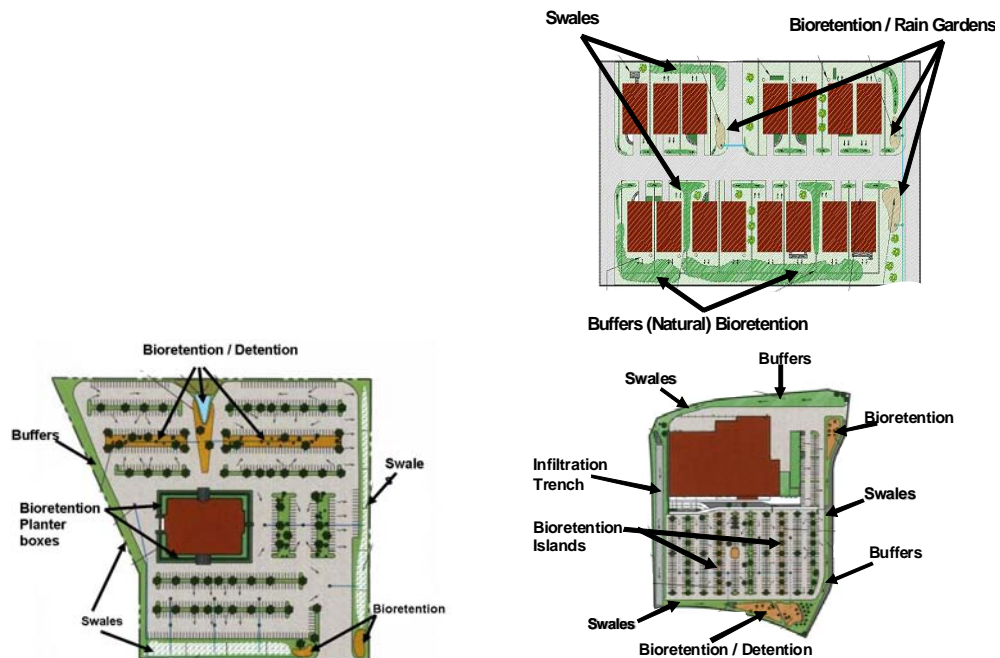 Swales
Bioretention / Rain Gardens
Buffers (Natural) Bioretention
Bioretention / Detention
Buffers
Swale
Bioretention
Planter
boxes
Swales
Bioretention
Buffers
Swales
Bioretention
Infiltration
Trench
Swales
Bioretention
Islands
Buffers
Swales
Bioretention / Detention